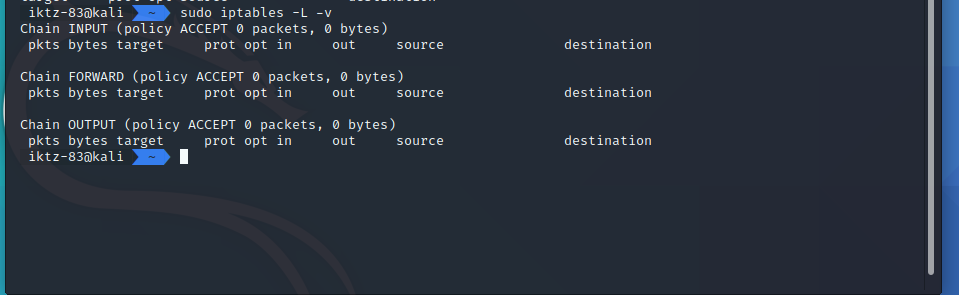 iktz-83@kali ~ sudo iptables -L -v
Chain INPUT (policy ACCEPT 0 packets, 0 bytes)
pkts bytes target prot opt in out source destination
Chain FORWARD (policy ACCEPT 0 packets, 0 bytes)
pkts bytes target prot opt in out source destination
Chain OUTPUT (policy ACCEPT 0 packets, 0 bytes)
pkts bytes target prot opt in out source destination
iktz-83@kali ~